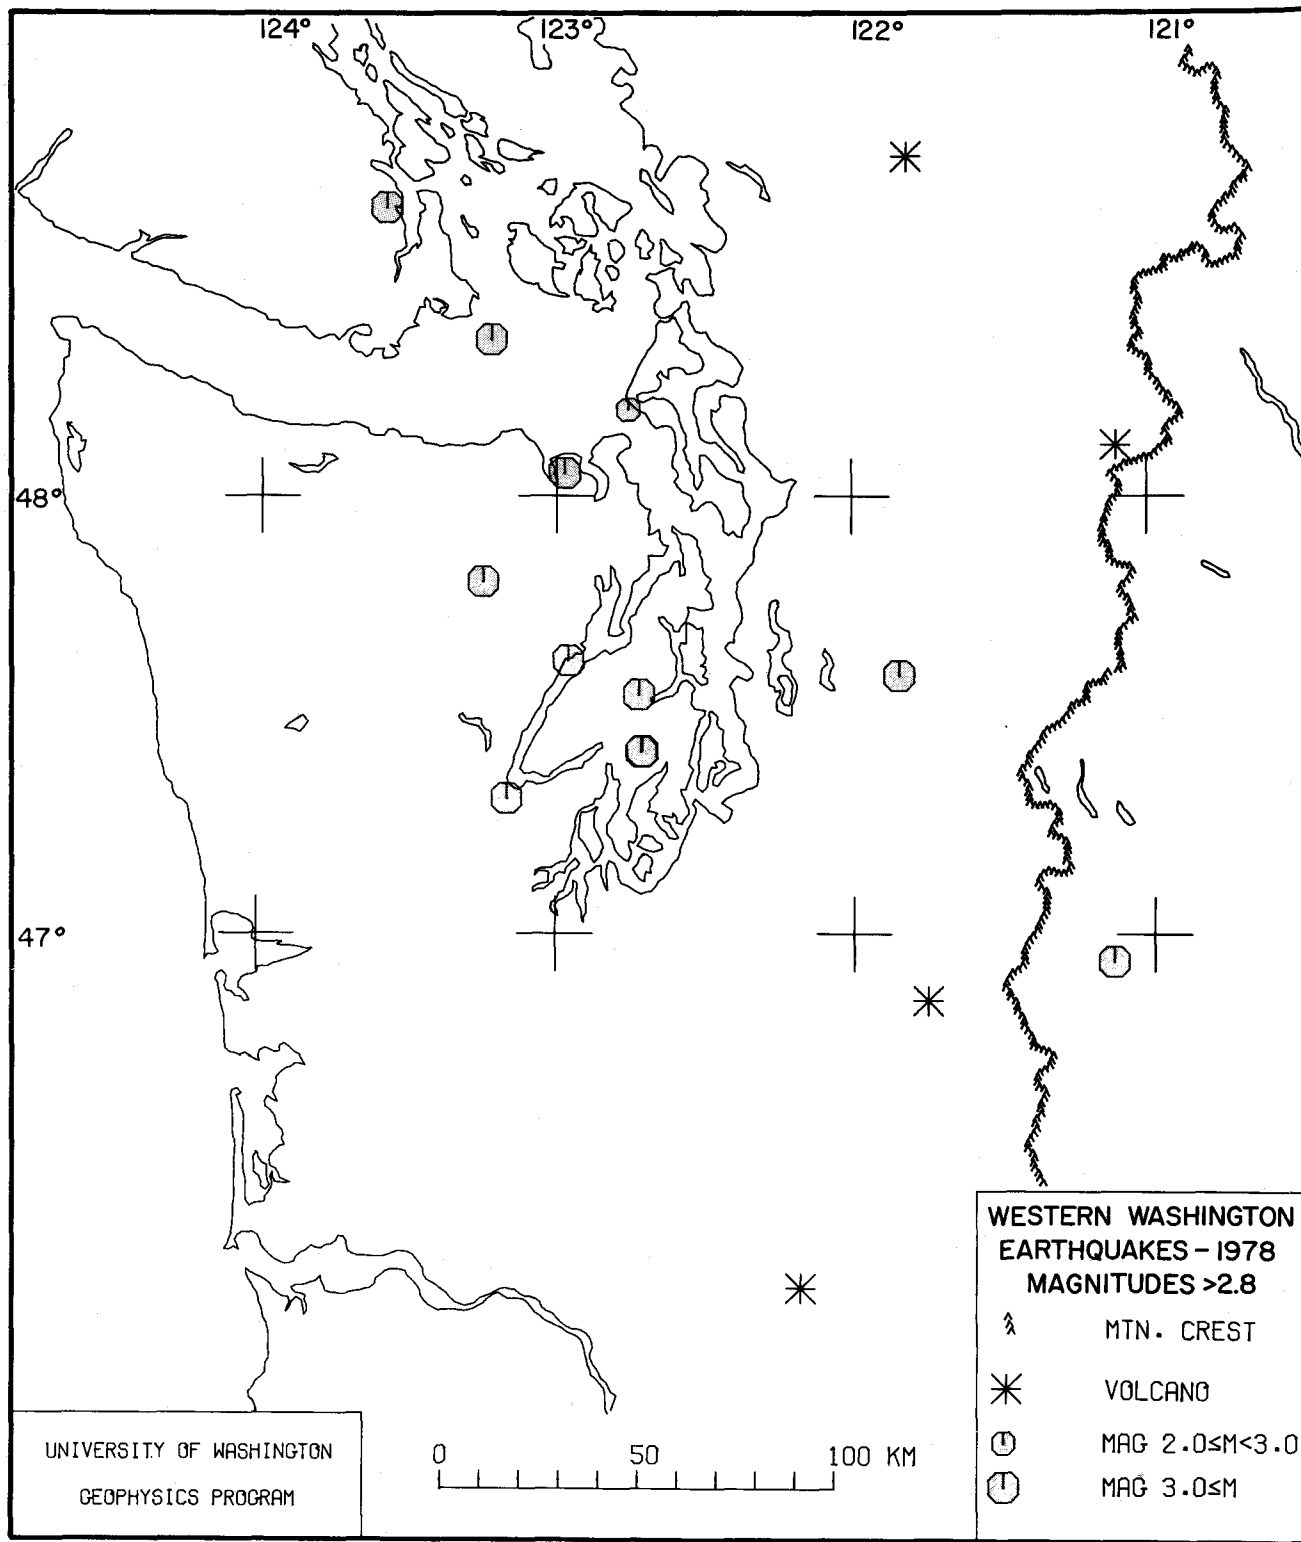 124° 123° 122° 121°
48°
47°
WESTERN WASHINGTON
EARTHQUAKES - 1978
MAGNITUDES >2.8
MTN. CREST
VOLCANO
MAG 2.0≤M<3.0
MAG 3.0≤M
UNIVERSITY OF WASHINGTON
GEOPHYSICS PROGRAM
0 50 100 KM